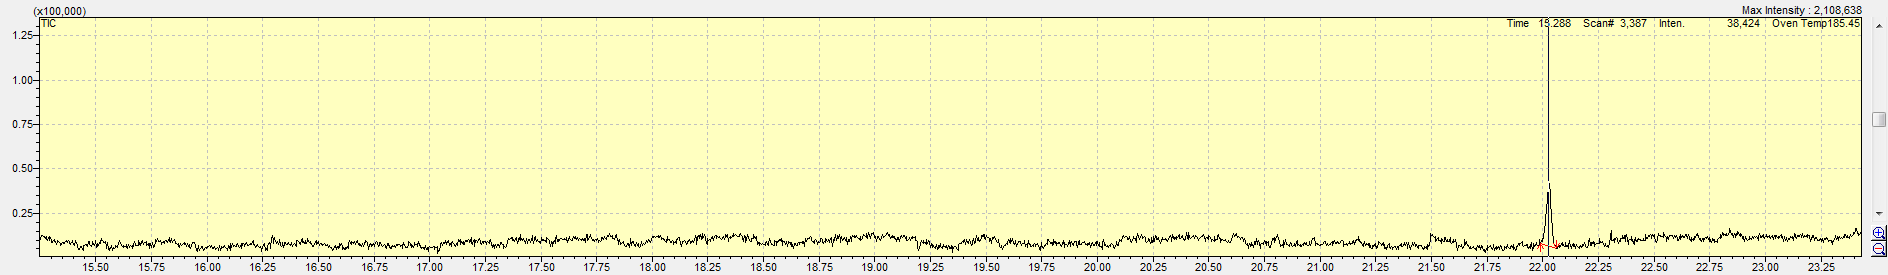 (x100,000)
Max Intensity : 2,108,638
TIC
Time 15.288 Scan# 3,387 Inten. 38,424 Oven Temp185.45
1.25
1.00
0.75
0.50
0.25
15.50 15.75 16.00 16.25 16.50 16.75 17.00 17.25 17.50 17.75 18.00 18.25 18.50 18.75 19.00 19.25 19.50 19.75 20.00 20.25 20.50 20.75 21.00 21.25 21.50 21.75 22.00 22.25 22.50 22.75 23.00 23.25